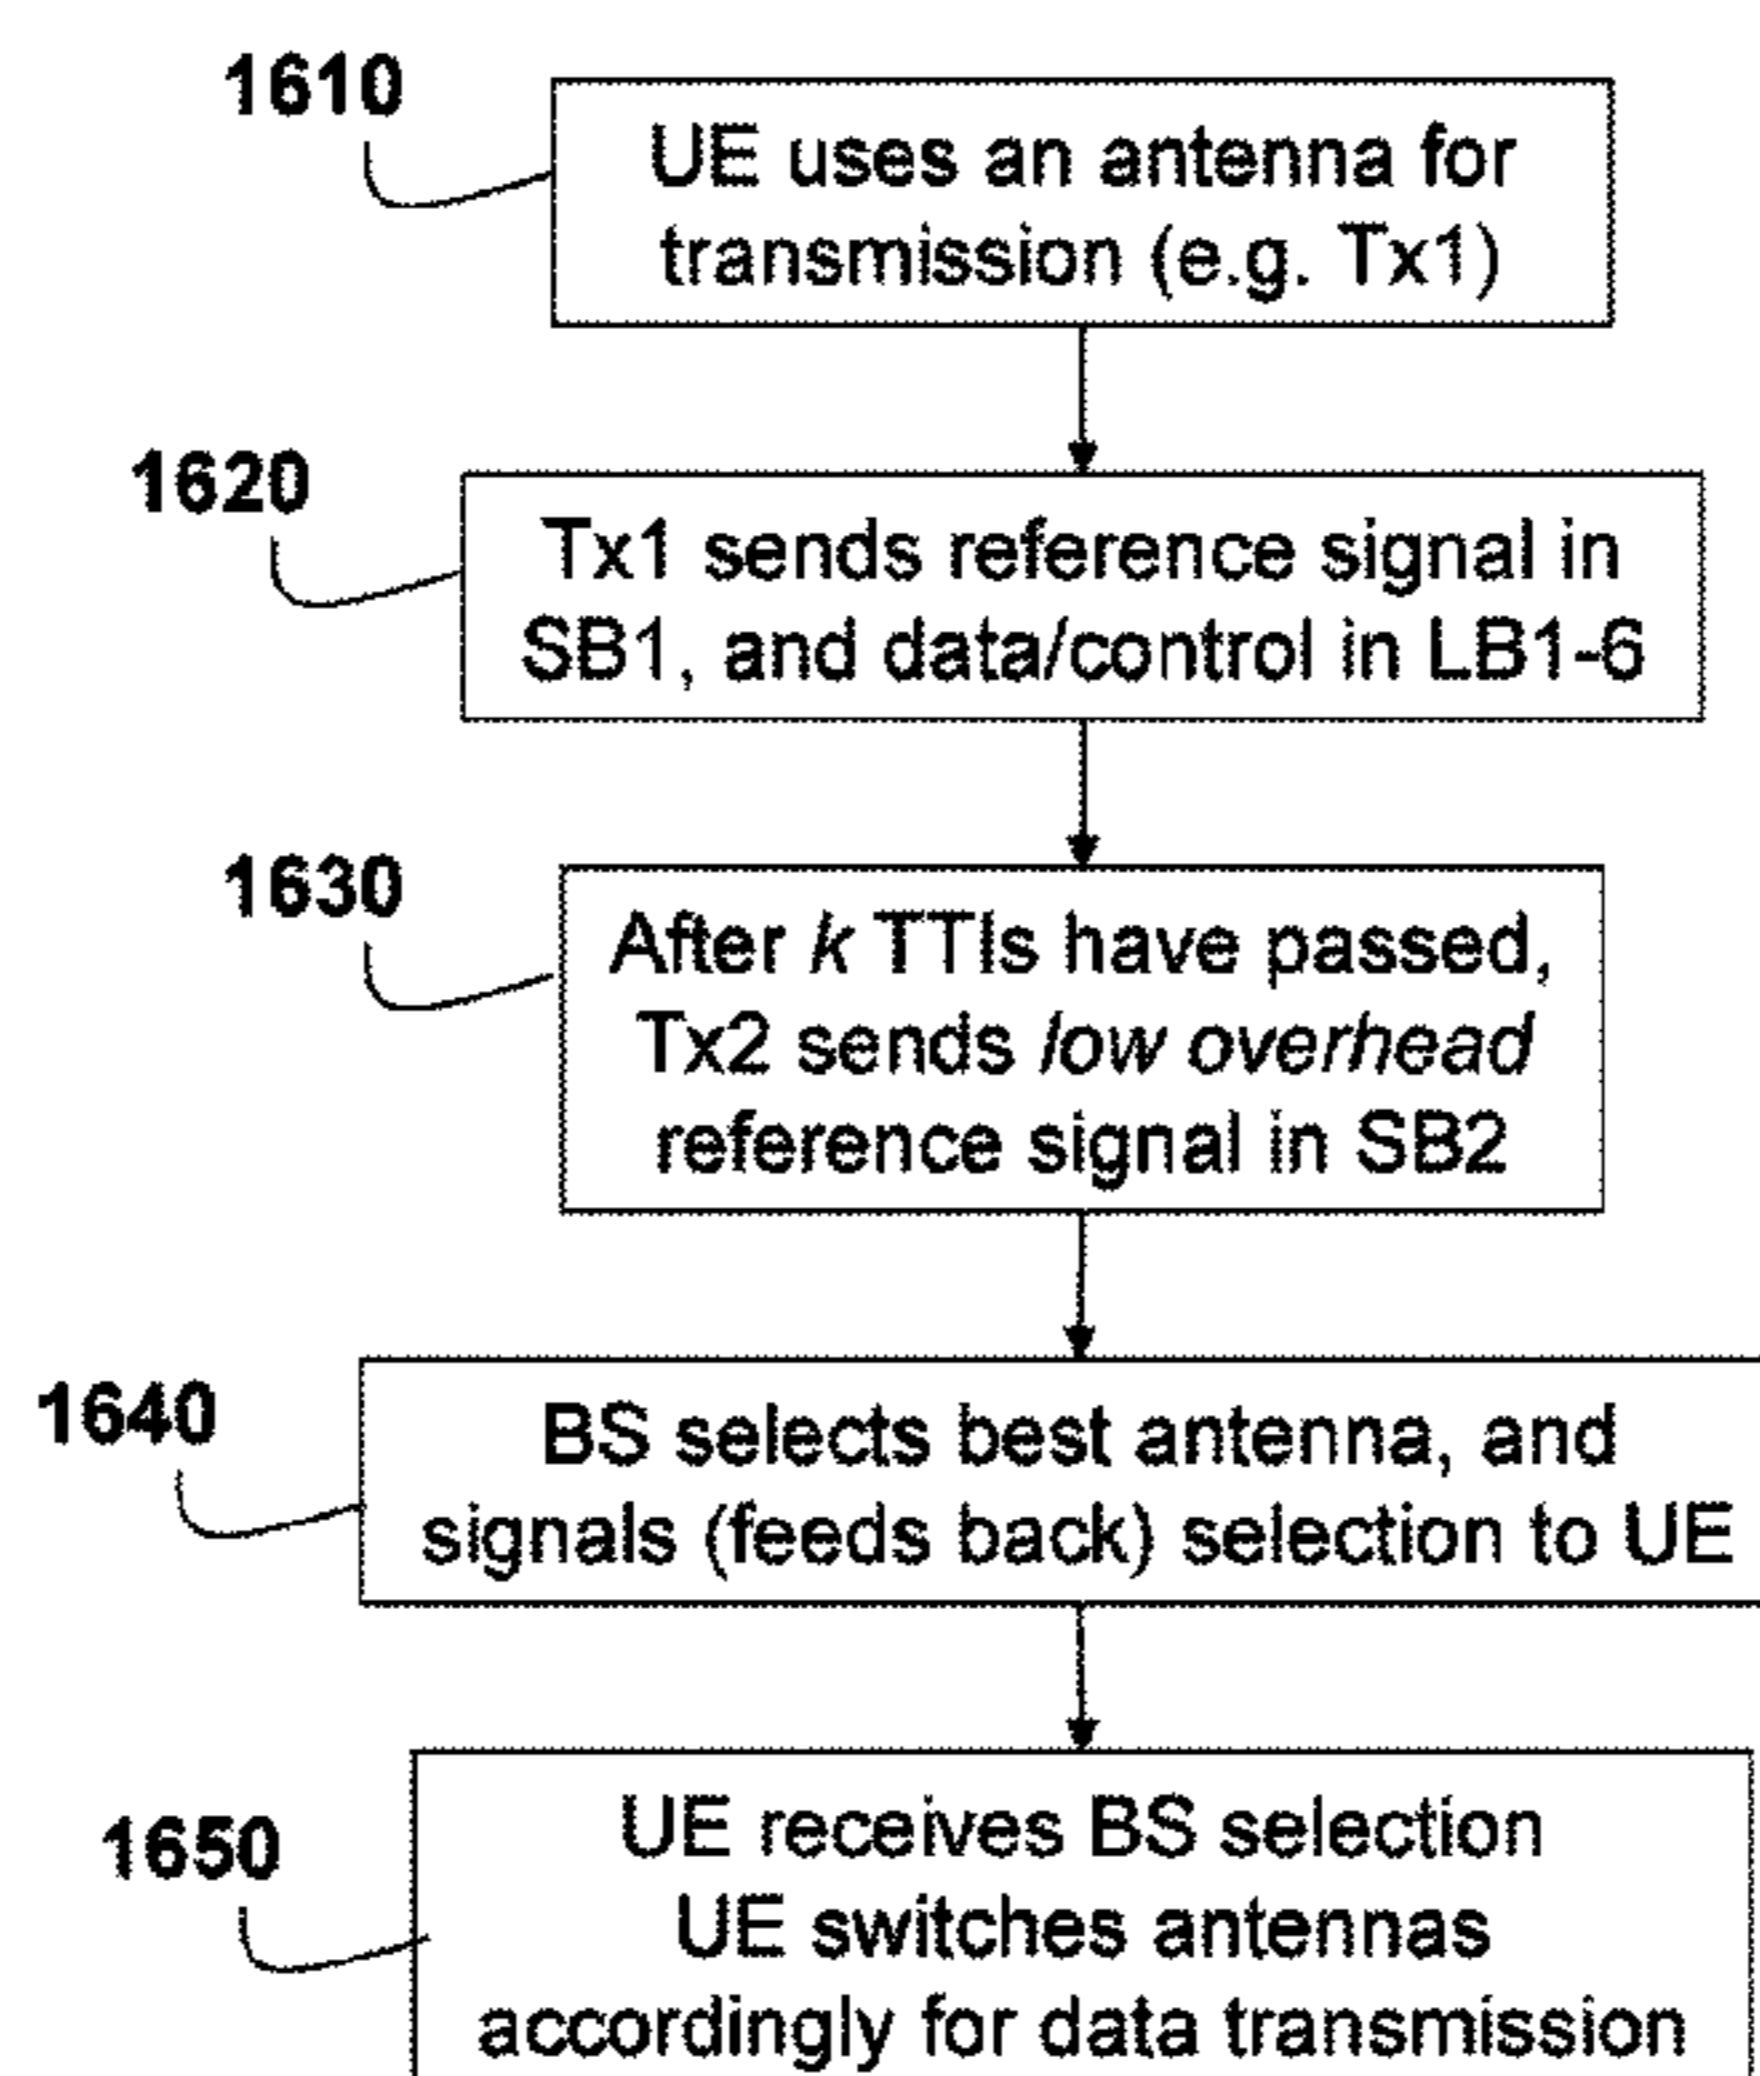 1610
UE uses an antenna for
transmission (e.g. Tx1)
1620
Tx1 sends reference signal in
SB1, and data/control in LB1-6
1630
After k TTIs have passed,
Tx2 sends low overhead
reference signal in SB2
1640
BS selects best antenna, and
signals (feeds back) selection to UE
1650
UE receives BS selection
UE switches antennas
accordingly for data transmission